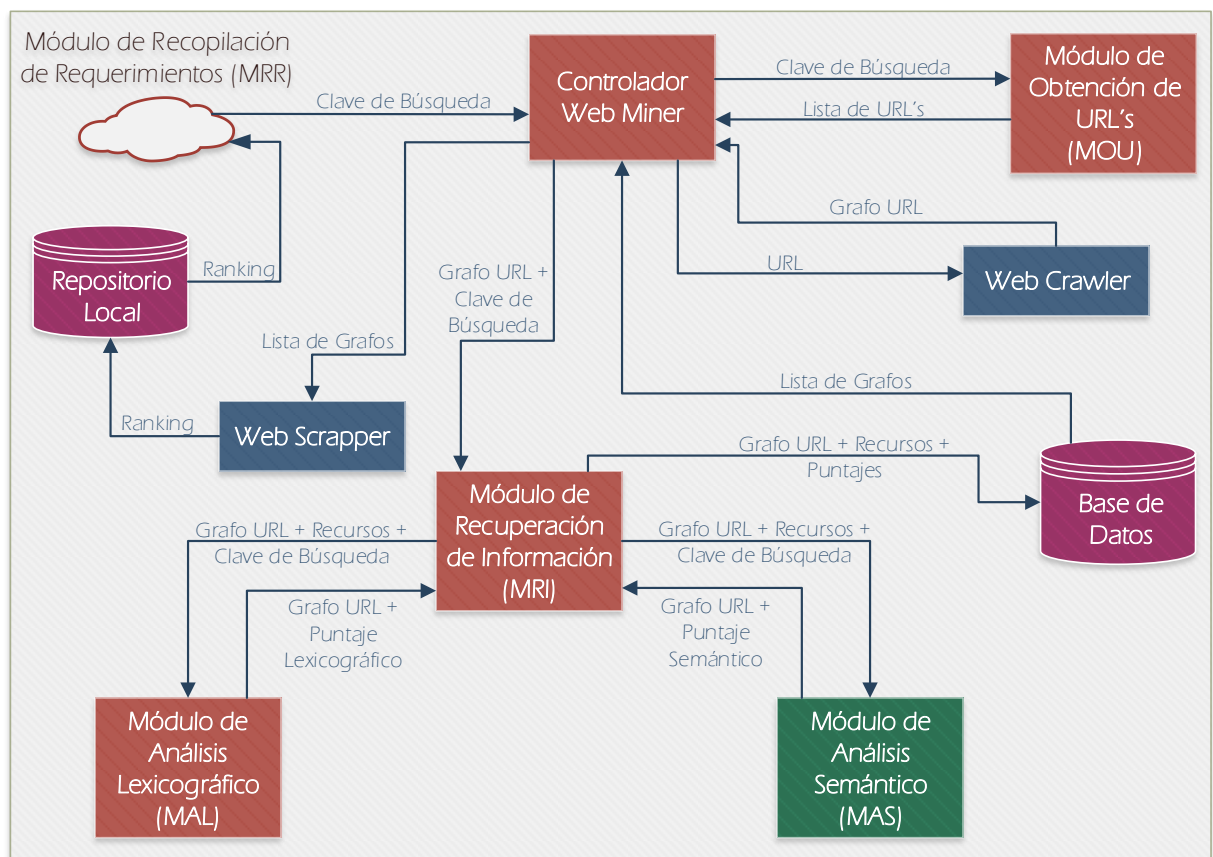 Módulo de Recopilación
de Requerimientos (MRR)
Clave de Búsqueda
Controlador
Web Miner
Clave de Búsqueda
Lista de URL's
Módulo de
Obtención de
URL's
(MOU)
Grafo URL
URL
Web Crawler
Repositorio
Local
Ranking
Grafo URL +
Clave de
Búsqueda
Lista de Grafos
Ranking
Web Scrapper
Lista de Grafos
Grafo URL + Recursos +
Puntajes
Base de
Datos
Módulo de
Recuperación
de Información
(MRI)
Grafo URL + Recursos +
Clave de Búsqueda
Grafo URL + Recursos +
Clave de Búsqueda
Grafo URL +
Puntaje
Lexicográfico
Grafo URL +
Puntaje
Semántico
Módulo de
Análisis
Lexicográfico
(MAL)
Módulo de
Análisis
Semántico
(MAS)